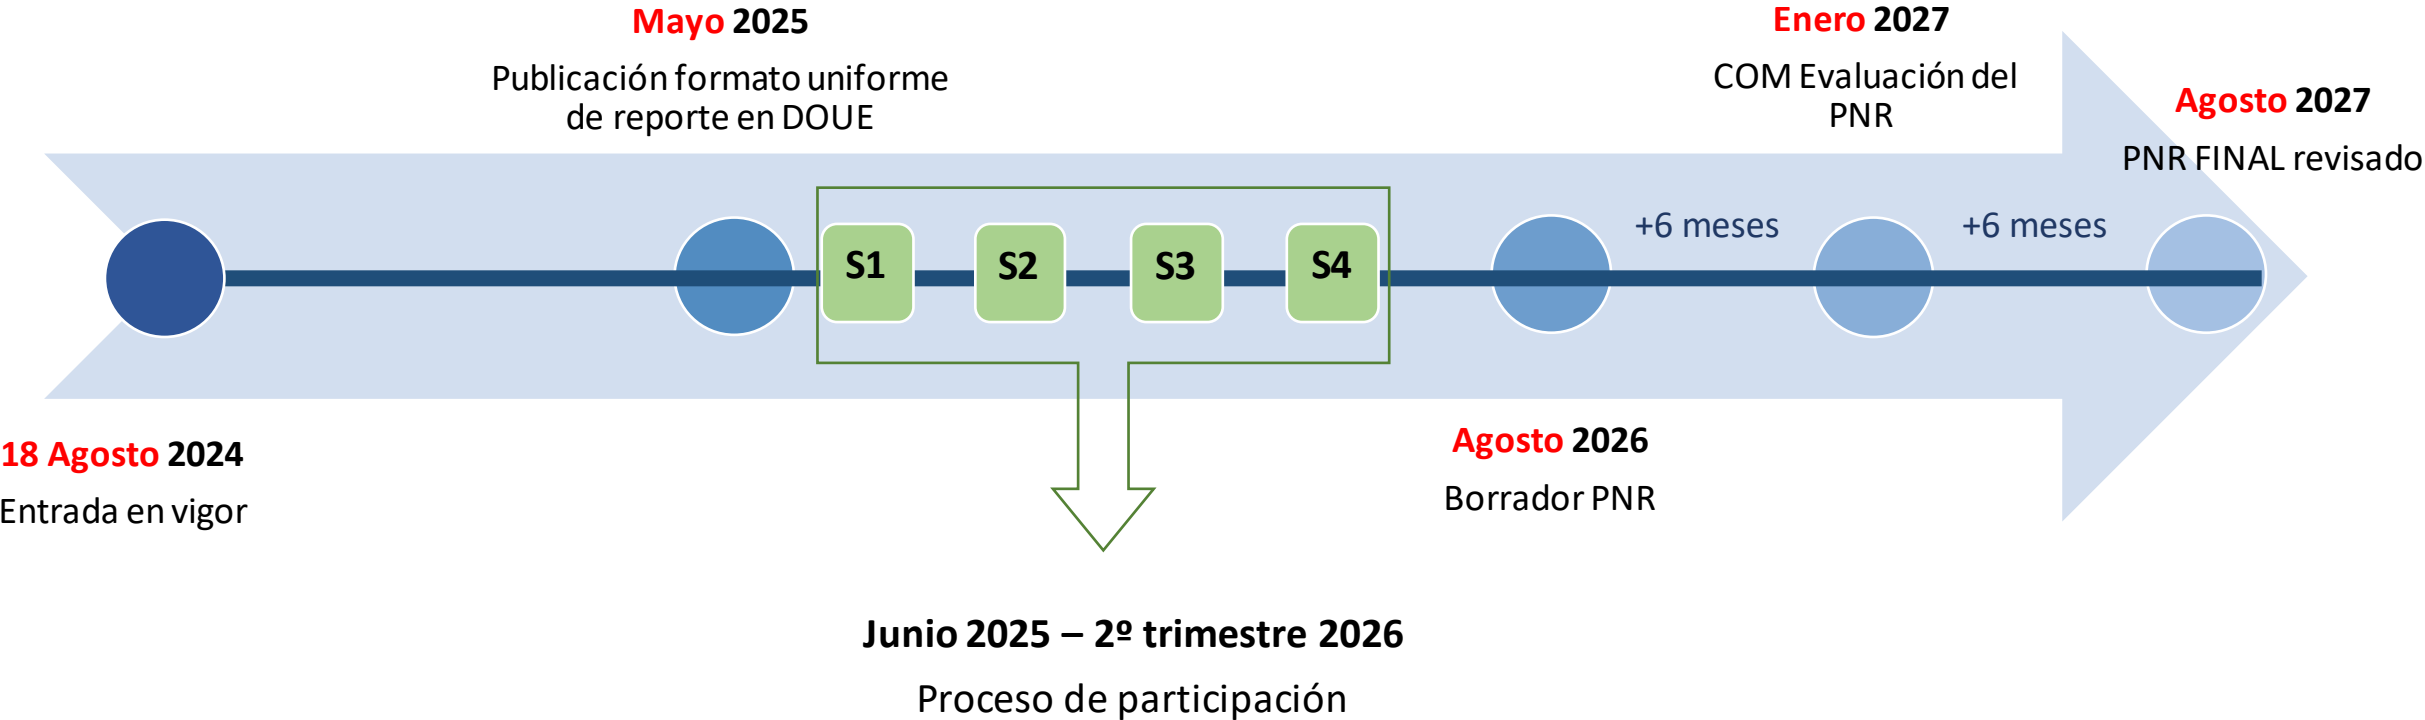 Mayo 2025
Publicación formato uniforme
de reporte en DOUE
Enero 2027
COM Evaluación del
PNR
Agosto 2027
PNR FINAL revisado
+6 meses
+6 meses
S1
S2
S3
S4
18 Agosto 2024
Entrada en vigor
Agosto 2026
Borrador PNR
Junio 2025 – 2º trimestre 2026
Proceso de participación